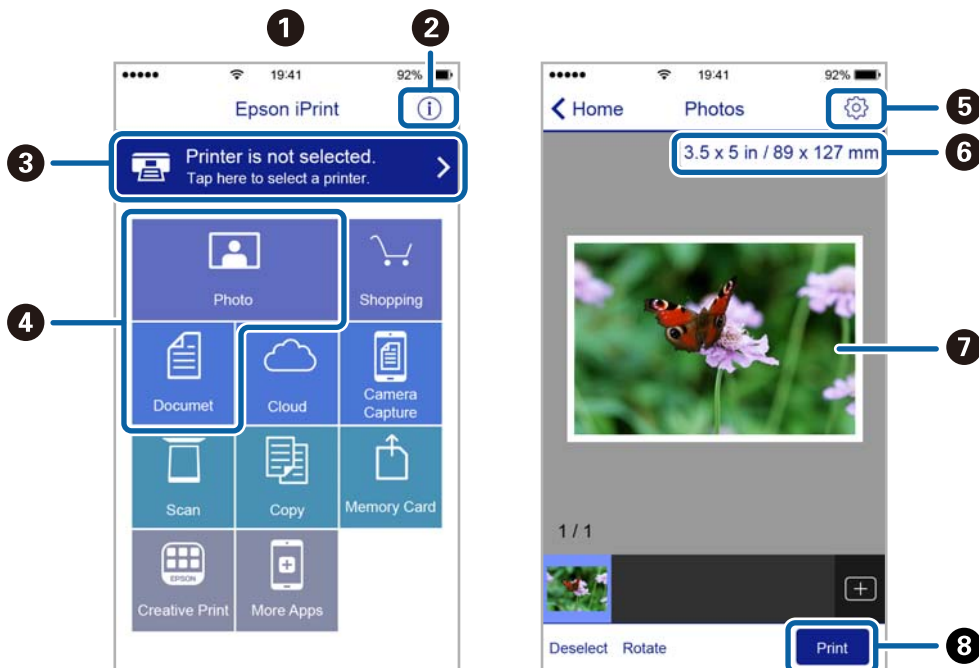 1
2
19:41
92%
Epson iPrint
3
Printer is not selected.
Tap here to select a printer.
4
Photo
Shopping
Documet
Cloud
Camera
Capture
Scan
Copy
Memory Card
EPSON
Creative Print
More Apps
19:41
92%
Home
Photos
5
3.5 x 5 in / 89 x 127 mm
6
7
1 / 1
Deselect
Rotate
Print
8